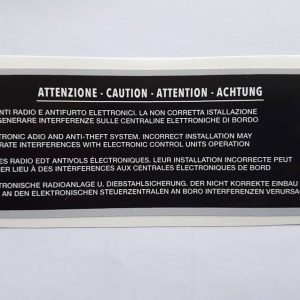 ATTENZIONE - CAUTION - ATTENTION - ACHTUNG
NTI RADIO E ANTIFURTO ELETTRONICI. LA NON CORRETTA ISTALLAZIONE
GENERARE INTERFERENZE SULLE CENTRALINE ELETTRONICHE DI BORDO
TRONIC ADIO AND ANTI-THEFT SYSTEM. INCORRECT INSTALLATION MAY
RATE INTERFERENCES WITH ELECTRONIC CONTROL UNITS OPERATION
ES RADIO EDT ANTIVOLS ÉLECTRONIQUES. LEUR INSTALLATION INCORRECTE PEUT
ER LIEU À DES INTERFERENCES AUX CENTRALES ÉLECTRONIQUES DE BORD
TRONISCHE RADIOANLAGE U. DIEBSTAHLSICHERUNG. DER NICHT KORREKTE EINBAU
AN DEN ELEKTRONISCHEN STEUERZENTRALEN AN BORO INTERFERENZEN VERURSA